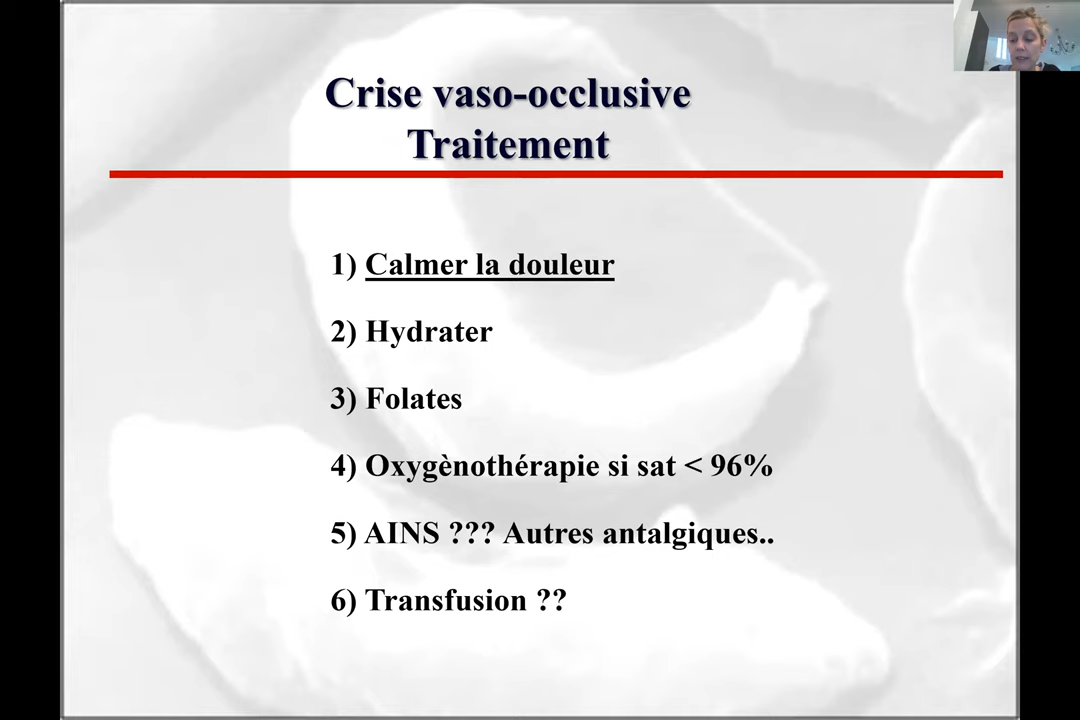 Crise vaso-occlusive
Traitement
1) Calmer la douleur
2) Hydrater
3) Folates
4) Oxygènothérapie si sat < 96%
5) AINS ??? Autres antalgiques..
6) Transfusion ??